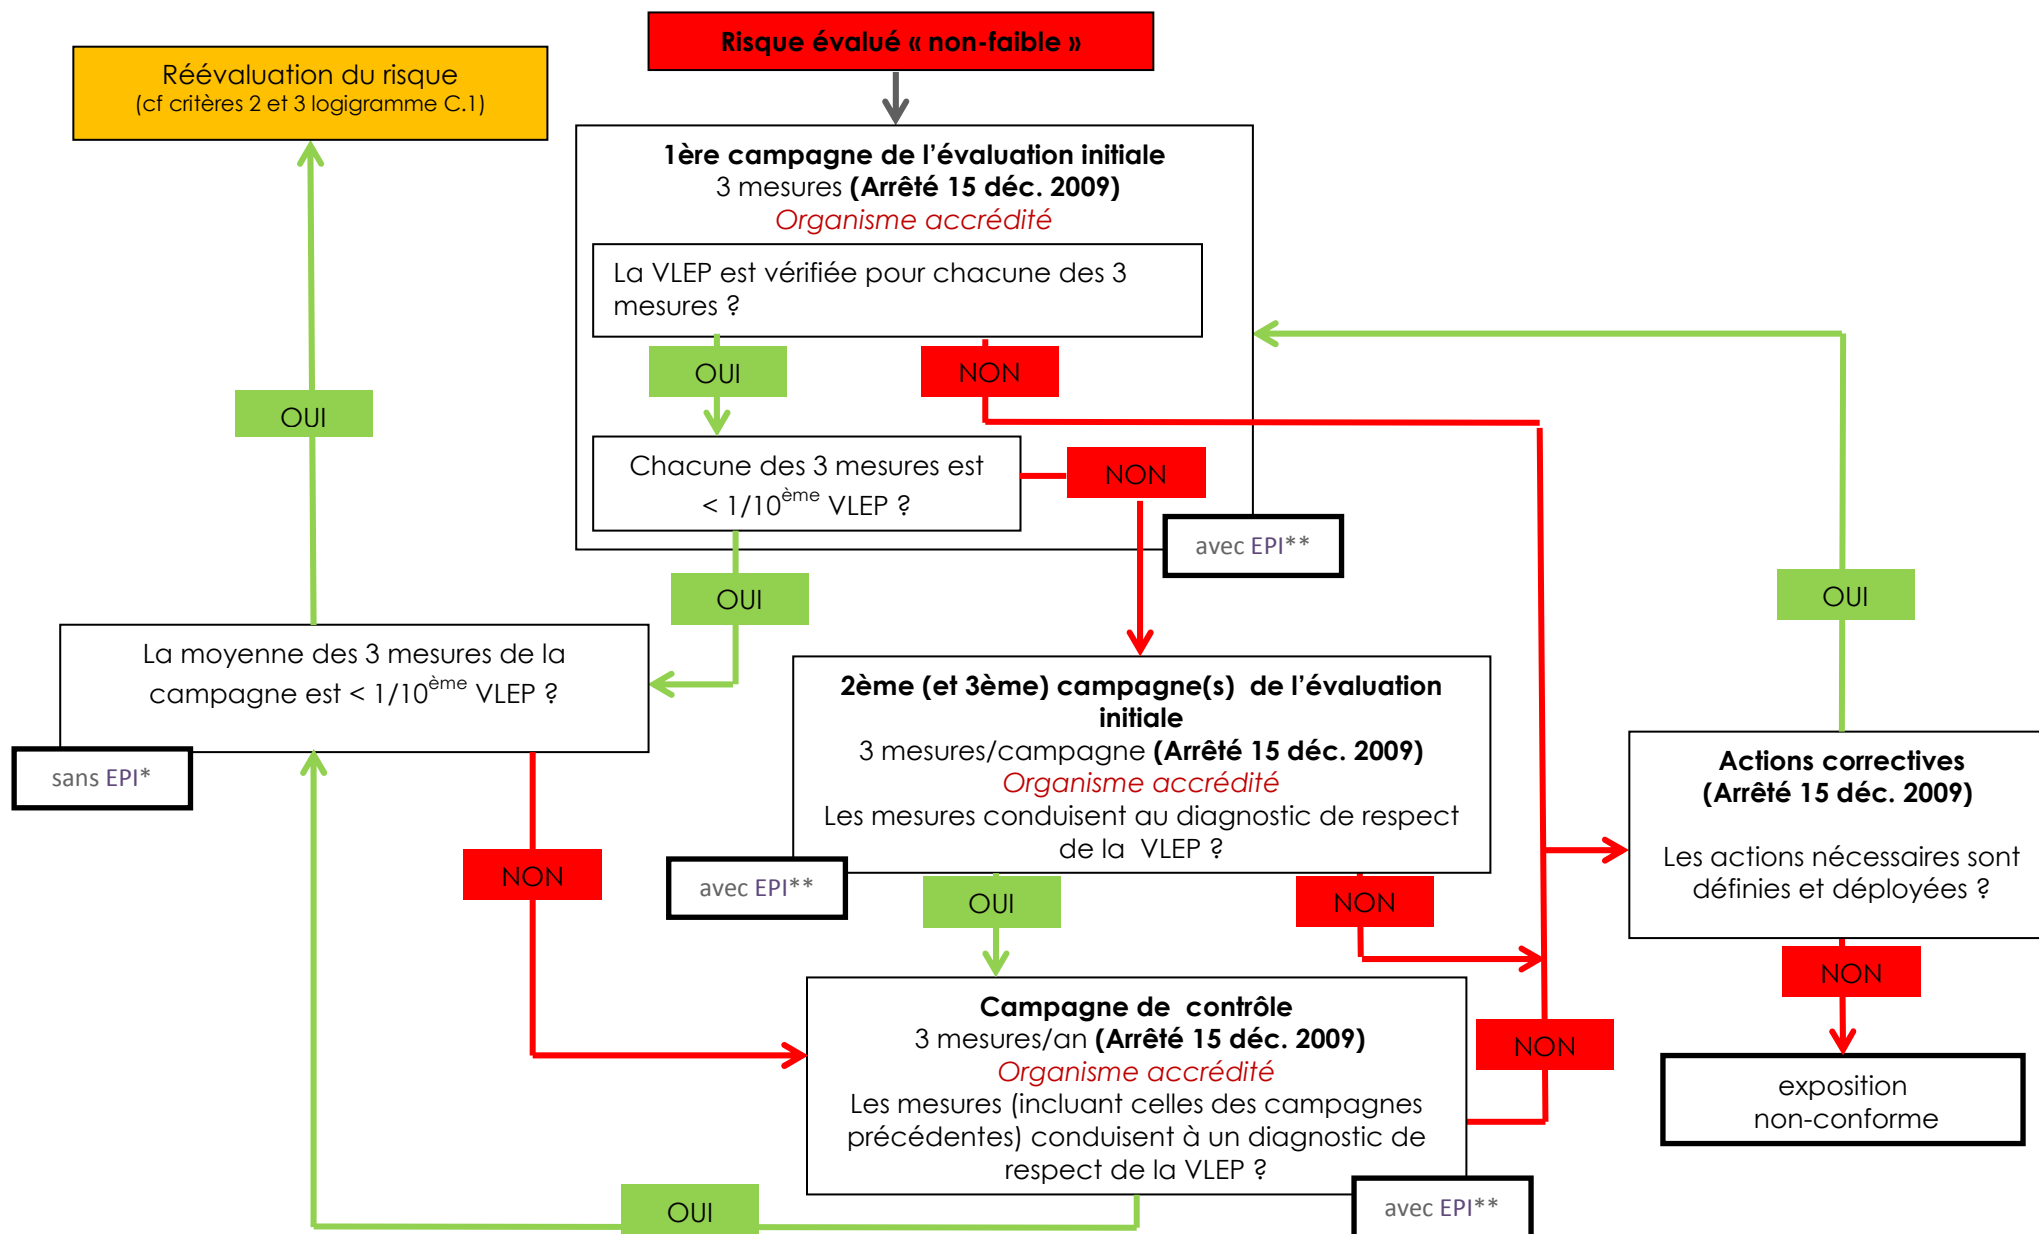 Risque évalué « non-faible »
Réévaluation du risque
(cf critères 2 et 3 logigramme C.1)
1ère campagne de l'évaluation initiale
3 mesures (Arrêté 15 déc. 2009)
Organisme accrédité
La VLEP est vérifiée pour chacune des 3
mesures ?
OUI
NON
OUI
Chacune des 3 mesures est
< 1/10ème VLEP ?
NON
avec EPI**
OUI
OUI
La moyenne des 3 mesures de la
campagne est < 1/10ème VLEP ?
sans EPI*
NON
2ème (et 3ème) campagne(s) de l'évaluation
initiale
3 mesures/campagne (Arrêté 15 déc. 2009)
Organisme accrédité
Les mesures conduisent au diagnostic de respect
de la VLEP ?
avec EPI**
OUI
NON
Actions correctives
(Arrêté 15 déc. 2009)
Les actions nécessaires sont
définies et déployées ?
NON
exposition
non-conforme
Campagne de contrôle
3 mesures/an (Arrêté 15 déc. 2009)
Organisme accrédité
Les mesures (incluant celles des campagnes
précédentes) conduisent à un diagnostic de
respect de la VLEP ?
NON
avec EPI**
OUI